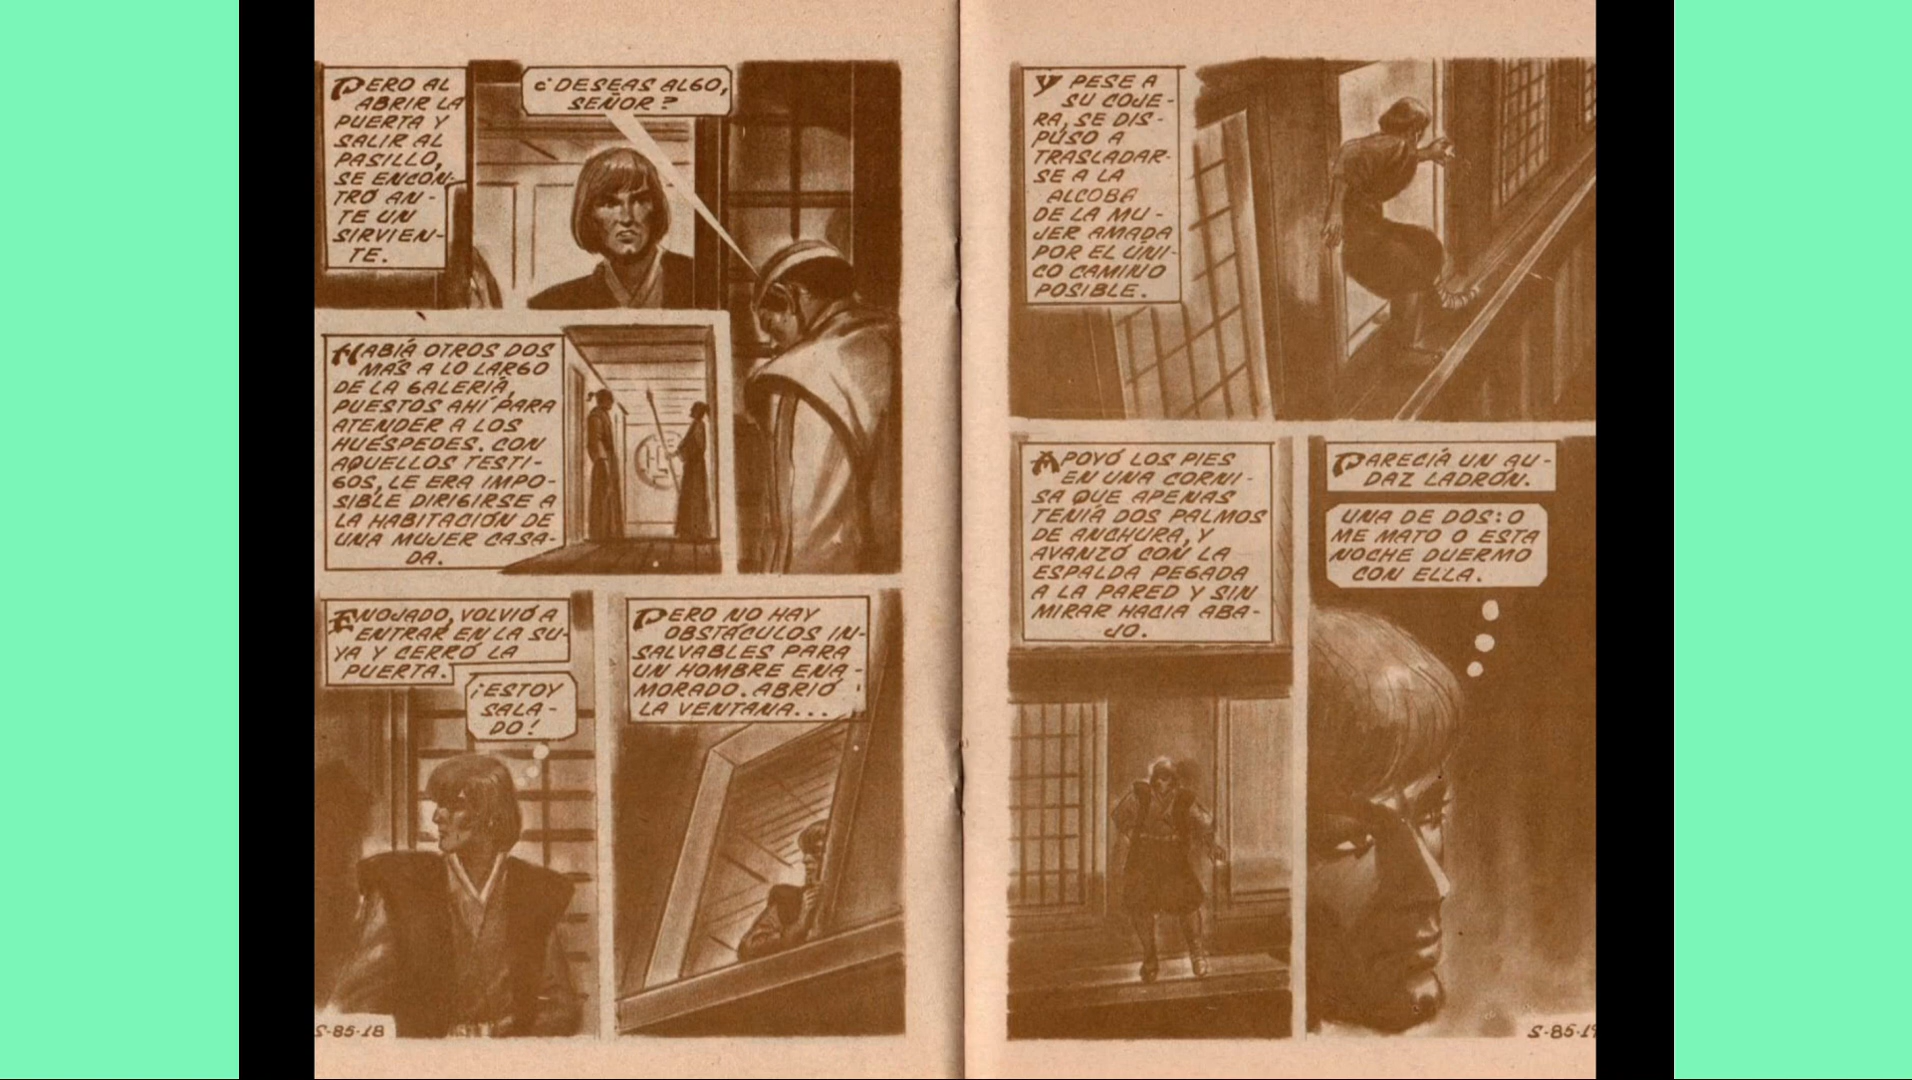 PERO AL
ABRIR LA
PUERTA Y
SALIR AL
PASILLO,
SE ENCON-
TRÓ AN-
TE UN
SIRVIEN-
TE.
¿DESEAS ALGO,
SEÑOR?
HABÍA OTROS DOS
MÁS A LO LARGO
DE LA GALERÍA,
PUESTOS AHÍ PARA
ATENDER A LOS
HUÉSPEDES. CON
AQUELLOS TESTI-
GOS, LE ERA IMPO-
SIBLE DIRIGIRSE A
LA HABITACIÓN DE
UNA MUJER CASA-
DA.
ENOJADO, VOLVIÓ A
ENTRAR EN LA SU-
YA Y CERRÓ LA
PUERTA.
¡ESTOY
SALA-
DO!
PERO NO HAY
OBSTÁCULOS IN-
SALVABLES PARA
UN HOMBRE ENA-
MORADO. ABRIÓ
LA VENTANA...
S-85-18
Y PESE A
SU COJE-
RA, SE DIS-
PUSO A
TRASLADAR-
SE A LA
ALCOBA
DE LA MU-
JER AMADA
POR EL ÚNI-
CO CAMINO
POSIBLE.
APOYÓ LOS PIES
EN UNA CORNI-
SA QUE APENAS
TENÍA DOS PALMOS
DE ANCHURA, Y
AVANZÓ CON LA
ESPALDA PEGADA
A LA PARED Y SIN
MIRAR HACIA ABA-
JO.
PARECÍA UN AU-
DAZ LADRÓN.
UNA DE DOS: O
ME MATO O ESTA
NOCHE DUERMO
CON ELLA.
S-85-19